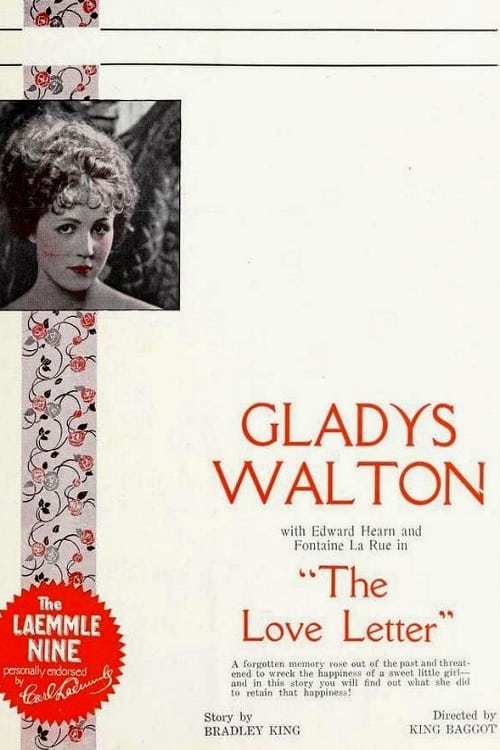 GLADYS
WALTON
with Edward Hearn and
Fontaine La Rue in
"The
Love Letter"
A forgotten memory rose out of the past and threat-
ened to wreck the happiness of a sweet little girl—
and in this story you will find out what she did
to retain that happiness!
Story by
BRADLEY KING
Directed by
KING BAGGOT
The
LAEMMLE
NINE
personally endorsed
by
Carl Laemmle